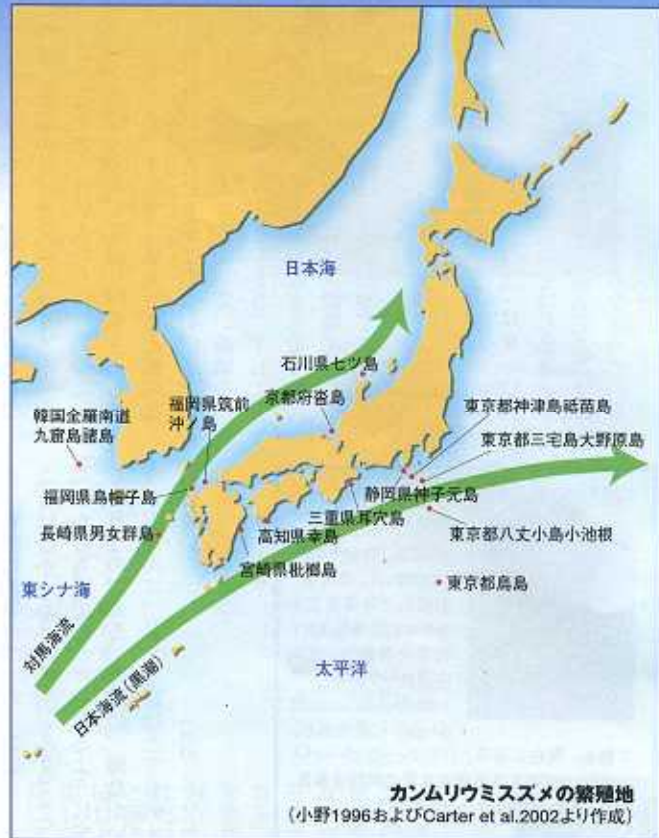 日本海
石川県七ツ島
京都府沓島
福岡県筑前
沖ノ島
韓国全羅南道
九窟島諸島
東京都神津島祗苗島
東京都三宅島大野原島
福岡県烏帽子島
静岡県神子元島
三重県耳穴島
長崎県男女群島
高知県幸島
東京都八丈小島小池根
宮崎県枇榔島
東シナ海
東京都鳥島
対馬海流
日本海流(黒潮)
太平洋
カンムリウミスズメの繁殖地
(小野1996およびCarter et al.2002より作成)